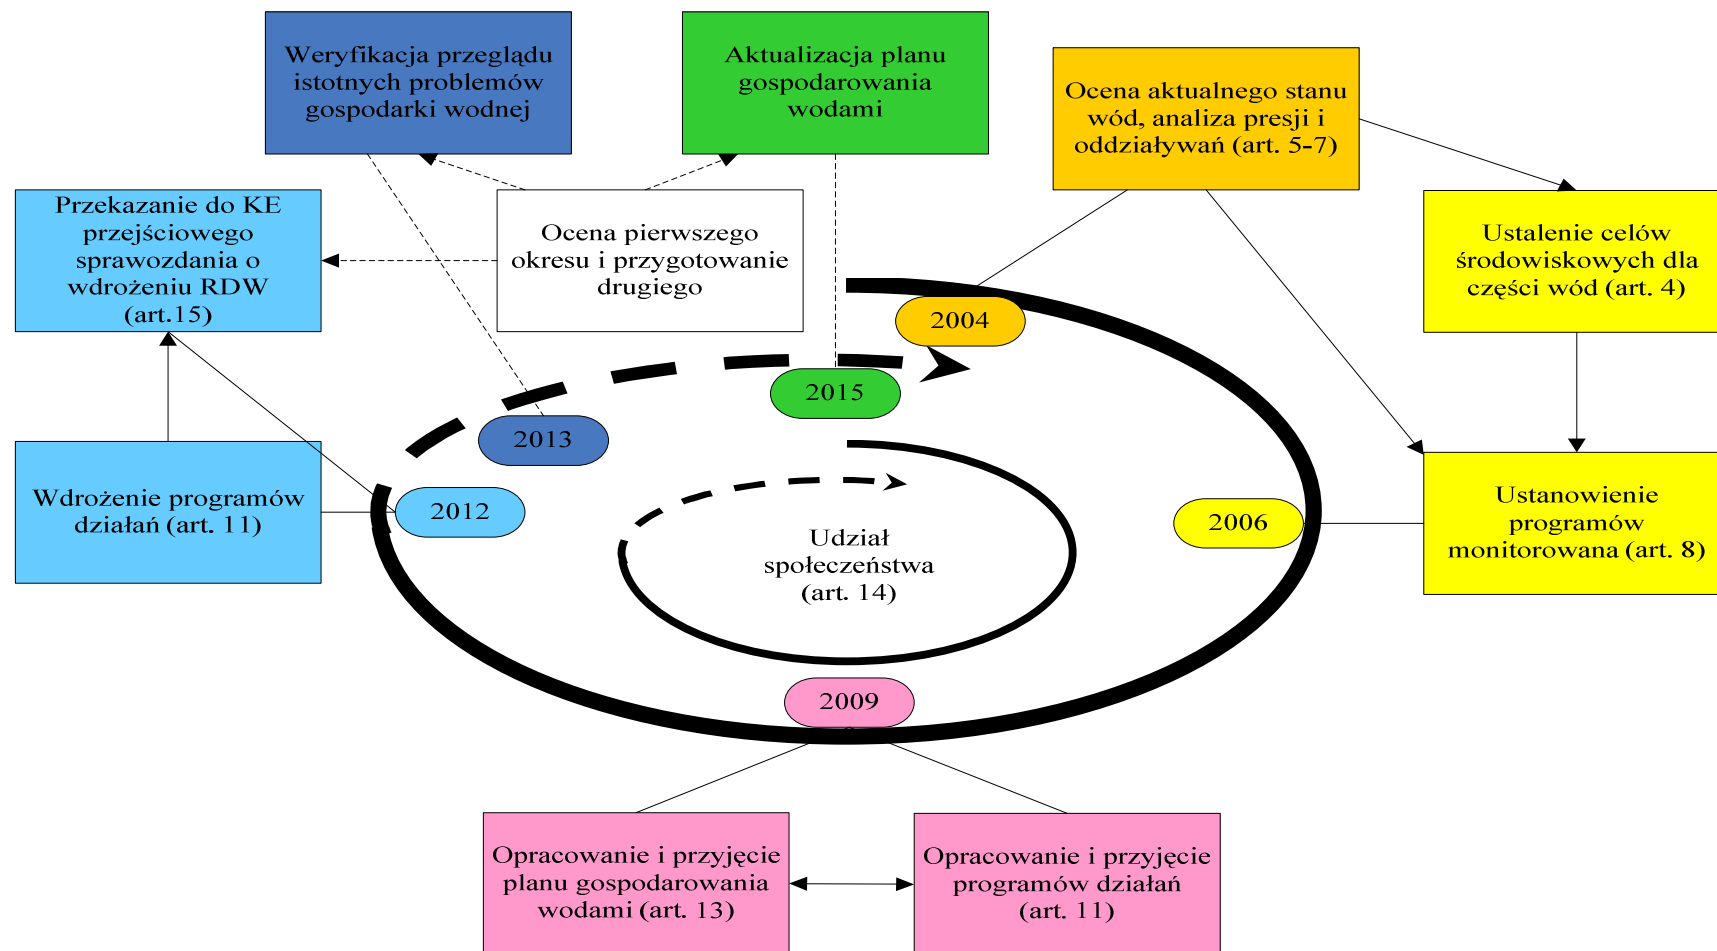 Weryfikacja przeglądu
istotnych problemów
gospodarki wodnej
Aktualizacja planu
gospodarowania
wodami
Ocena aktualnego stanu
wód, analiza presji i
oddziaływań (art. 5-7)
Przekazanie do KE
przejściowego
sprawozdania o
wdrożeniu RDW
(art.15)
Ocena pierwszego
okresu i przygotowanie
drugiego
Ustalenie celów
środowiskowych dla
części wód (art. 4)
2004
2015
2013
Wdrożenie programów
działań (art. 11)
2012
2006
Ustanowienie
programów
monitorowana (art. 8)
Udział
społeczeństwa
(art. 14)
2009
Opracowanie i przyjęcie
planu gospodarowania
wodami (art. 13)
Opracowanie i przyjęcie
programów działań
(art. 11)